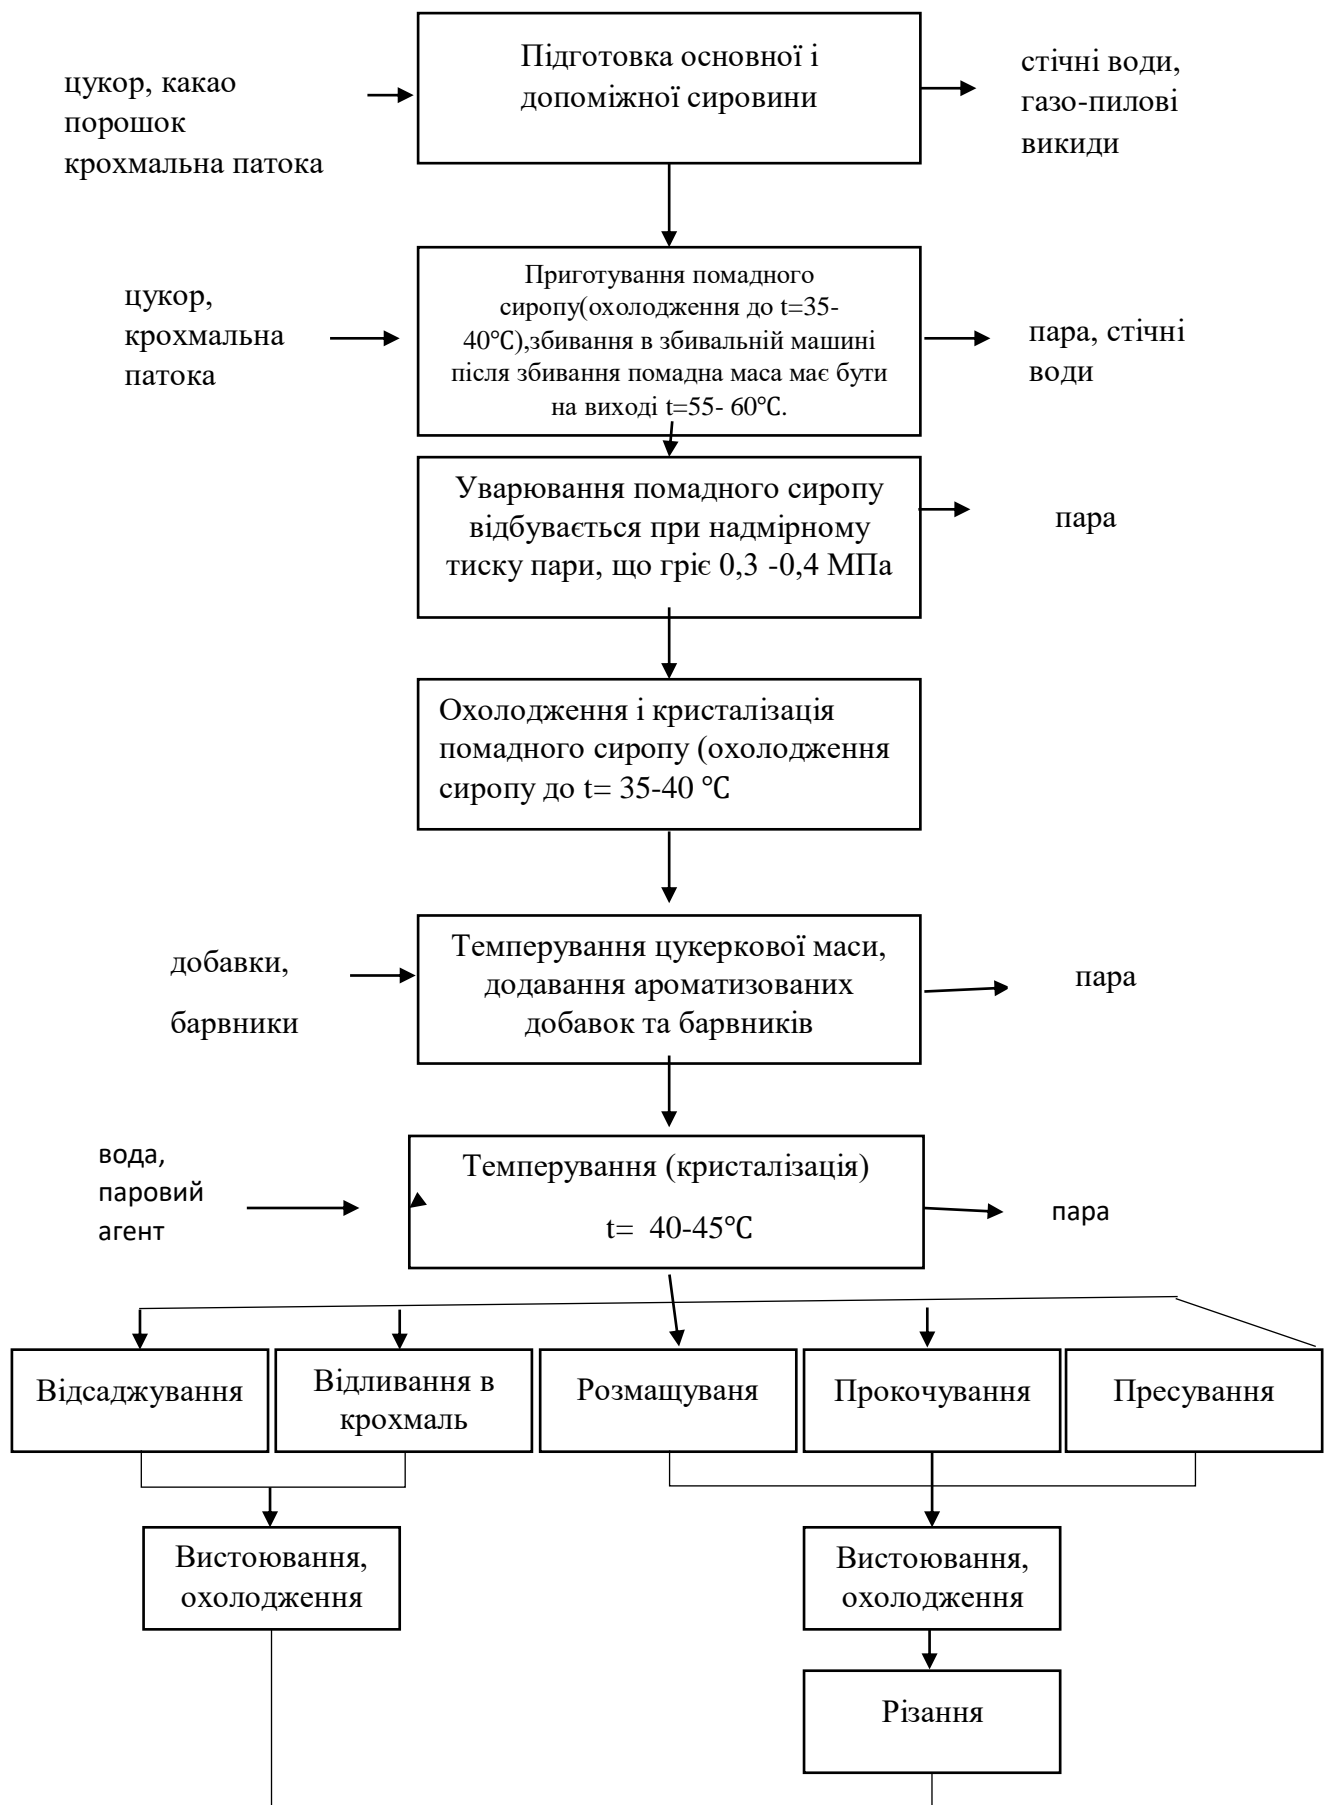 Підготовка основної і
допоміжної сировини
цукор, какао
порошок
крохмальна патока
стічні води,
газо-пилові
викиди
Приготування помадного
сиропу(охолодження до t=35-
40℃),збивання в збивальній машині
після збивання помадна маса має бути
на виході t=55- 60℃.
цукор,
крохмальна
патока
пара, стічні
води
Уварювання помадного сиропу
відбувається при надмірному
тиску пари, що гріє 0,3 -0,4 МПа
пара
Охолодження і кристалізація
помадного сиропу (охолодження
сиропу до t= 35-40 ℃
Темперування цукеркової маси,
додавання ароматизованих
добавок та барвників
добавки,
барвники
пара
Темперування (кристалізація)
t=  40-45℃
вода,
паровий
агент
пара
Відсаджування
Відливання в
крохмаль
Розмащуваня
Прокочування
Пресування
Вистоювання,
охолодження
Вистоювання,
охолодження
Різання